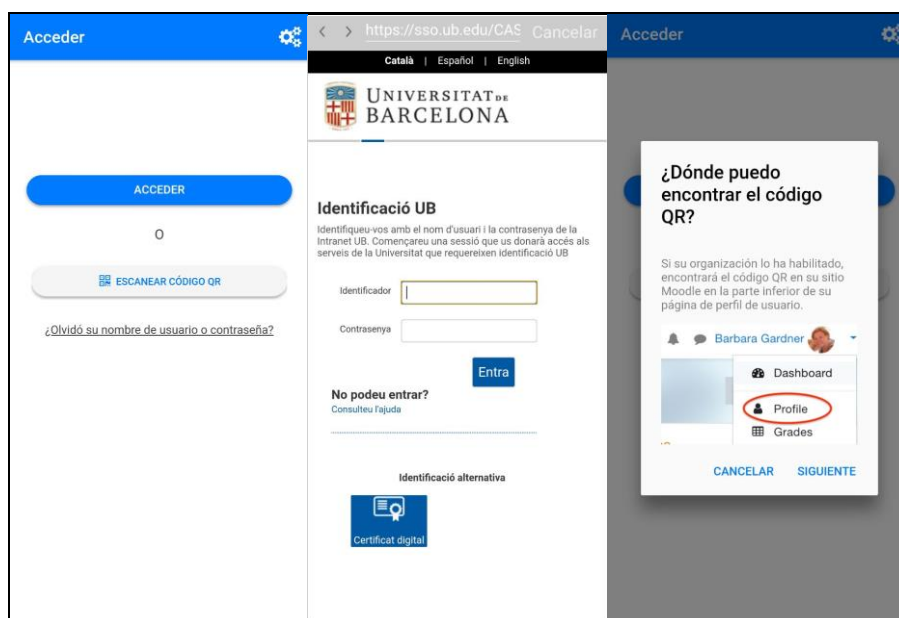 Acceder
ACCEDER
O
ESCANEAR CÓDIGO QR
¿Olvidó su nombre de usuario o contraseña?
< > https://sso.ub.edu/CAS Cancelar
Català | Español | English
UNIVERSITAT DE
BARCELONA
Identificació UB
Identifiqueu-vos amb el nom d'usuari i la contrasenya de la
Intranet UB. Començareu una sessió que us donarà accés als
serveis de la Universitat que requereixen identificació UB
Identificador
Contrasenya
Entra
No podeu entrar?
Consulteu l'ajuda
Identificació alternativa
Certificat digital
Acceder
¿Dónde puedo
encontrar el código
QR?
Si su organización lo ha habilitado,
encontrará el código QR en su sitio
Moodle en la parte inferior de su
página de perfil de usuario.
Barbara Gardner
Dashboard
Profile
Grades
CANCELAR SIGUIENTE